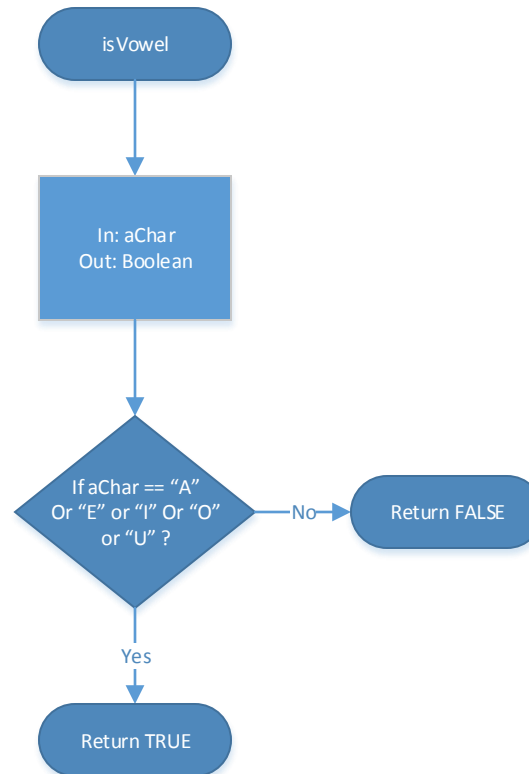 isVowel
In: aChar
Out: Boolean
If aChar == “A”
Or “E” or “I” Or “O”
or “U” ?
No
Return FALSE
Yes
Return TRUE